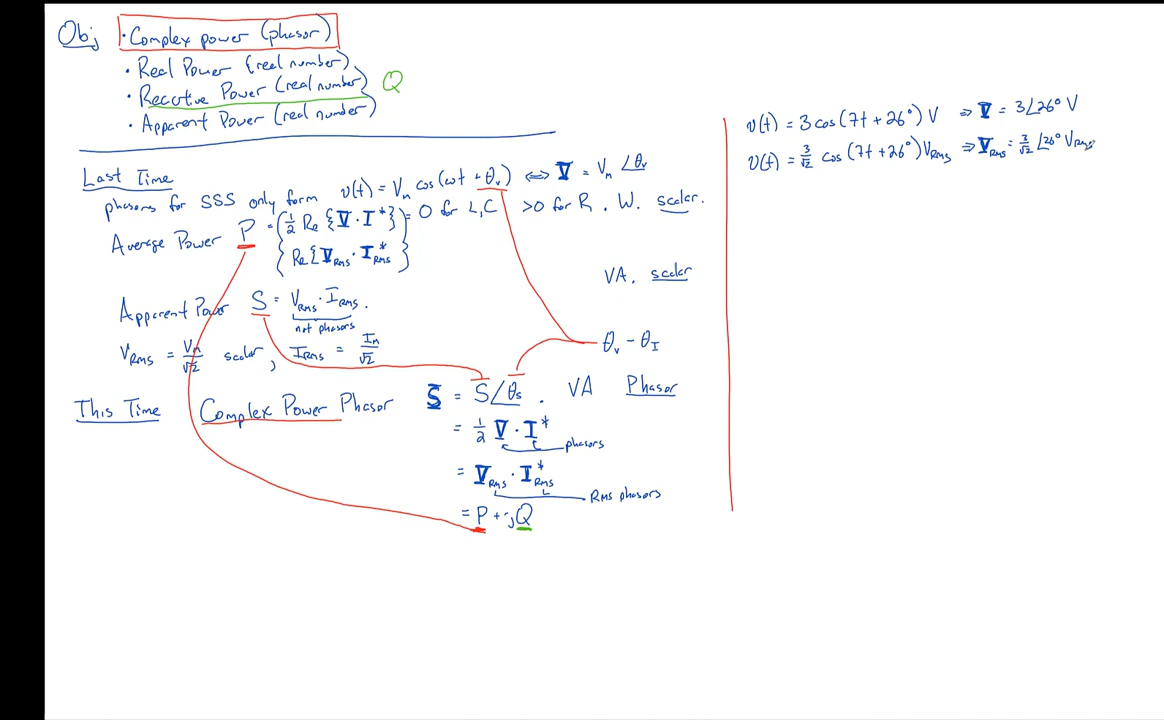 Obj · Complex power (phasor)
· Real Power (real number)
· Reactive Power (real number) Q
· Apparent Power (real number)
Last Time
phasors for SSS only form v(t) = Vm cos(ωt + θv) ⇔ V = Vm ∠θv
Average Power P = { ½ Re {V · I*} = 0 for L,C >0 for R . W. scalar.
Re{VRms · I*Rms }
VA. scalar
Apparent Power S = VRms · IRms.
not phasors
VRms = Vm/√2 scalar, IRms = Im/√2
θv - θI
This Time Complex Power Phasor S = S∠θs . VA Phasor
= ½ V · I*
phasors
= VRms · I*Rms
Rms phasors
= P + jQ
v(t) = 3 cos(7t + 26°) V ⇒ V = 3∠26° V
v(t) = 3/√2 cos(7t + 26°) VRms ⇒ VRms = 3/√2 ∠26° VRms